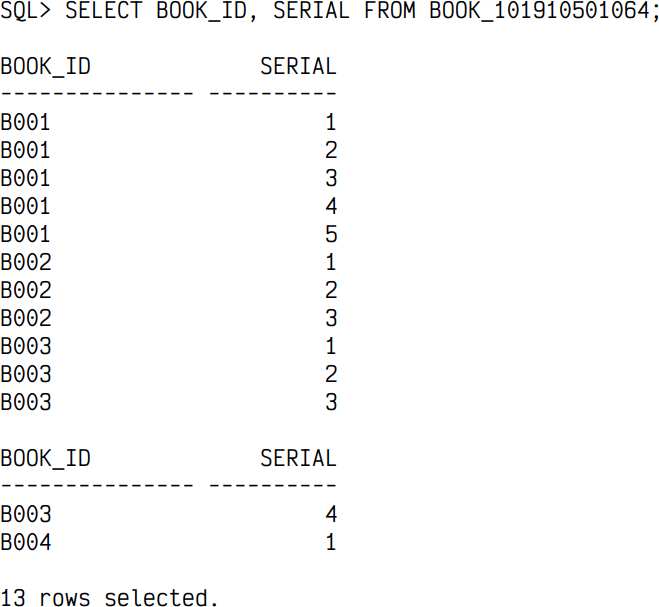 SQL> SELECT BOOK_ID, SERIAL FROM BOOK_101910501064;
BOOK_ID             SERIAL
--------------- ----------
B001                     1
B001                     2
B001                     3
B001                     4
B001                     5
B002                     1
B002                     2
B002                     3
B003                     1
B003                     2
B003                     3
BOOK_ID             SERIAL
--------------- ----------
B003                     4
B004                     1
13 rows selected.